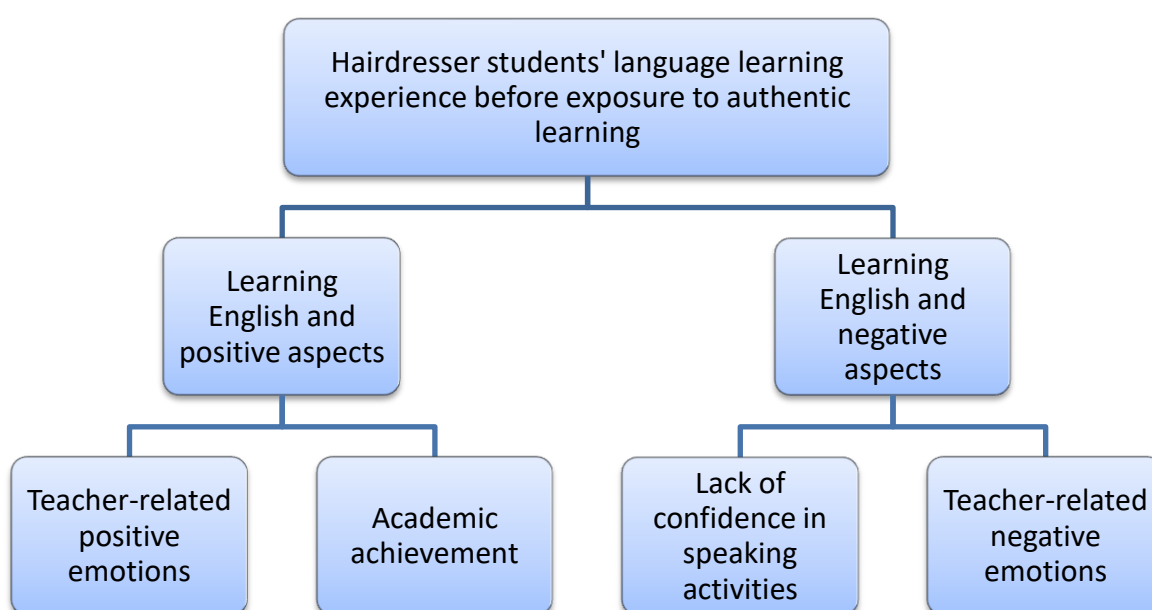 Hairdresser students' language learning
experience before exposure to authentic
learning
Learning
English and
positive aspects
Learning
English and
negative
aspects
Teacher-related
positive
emotions
Academic
achievement
Lack of
confidence in
speaking
activities
Teacher-related
negative
emotions